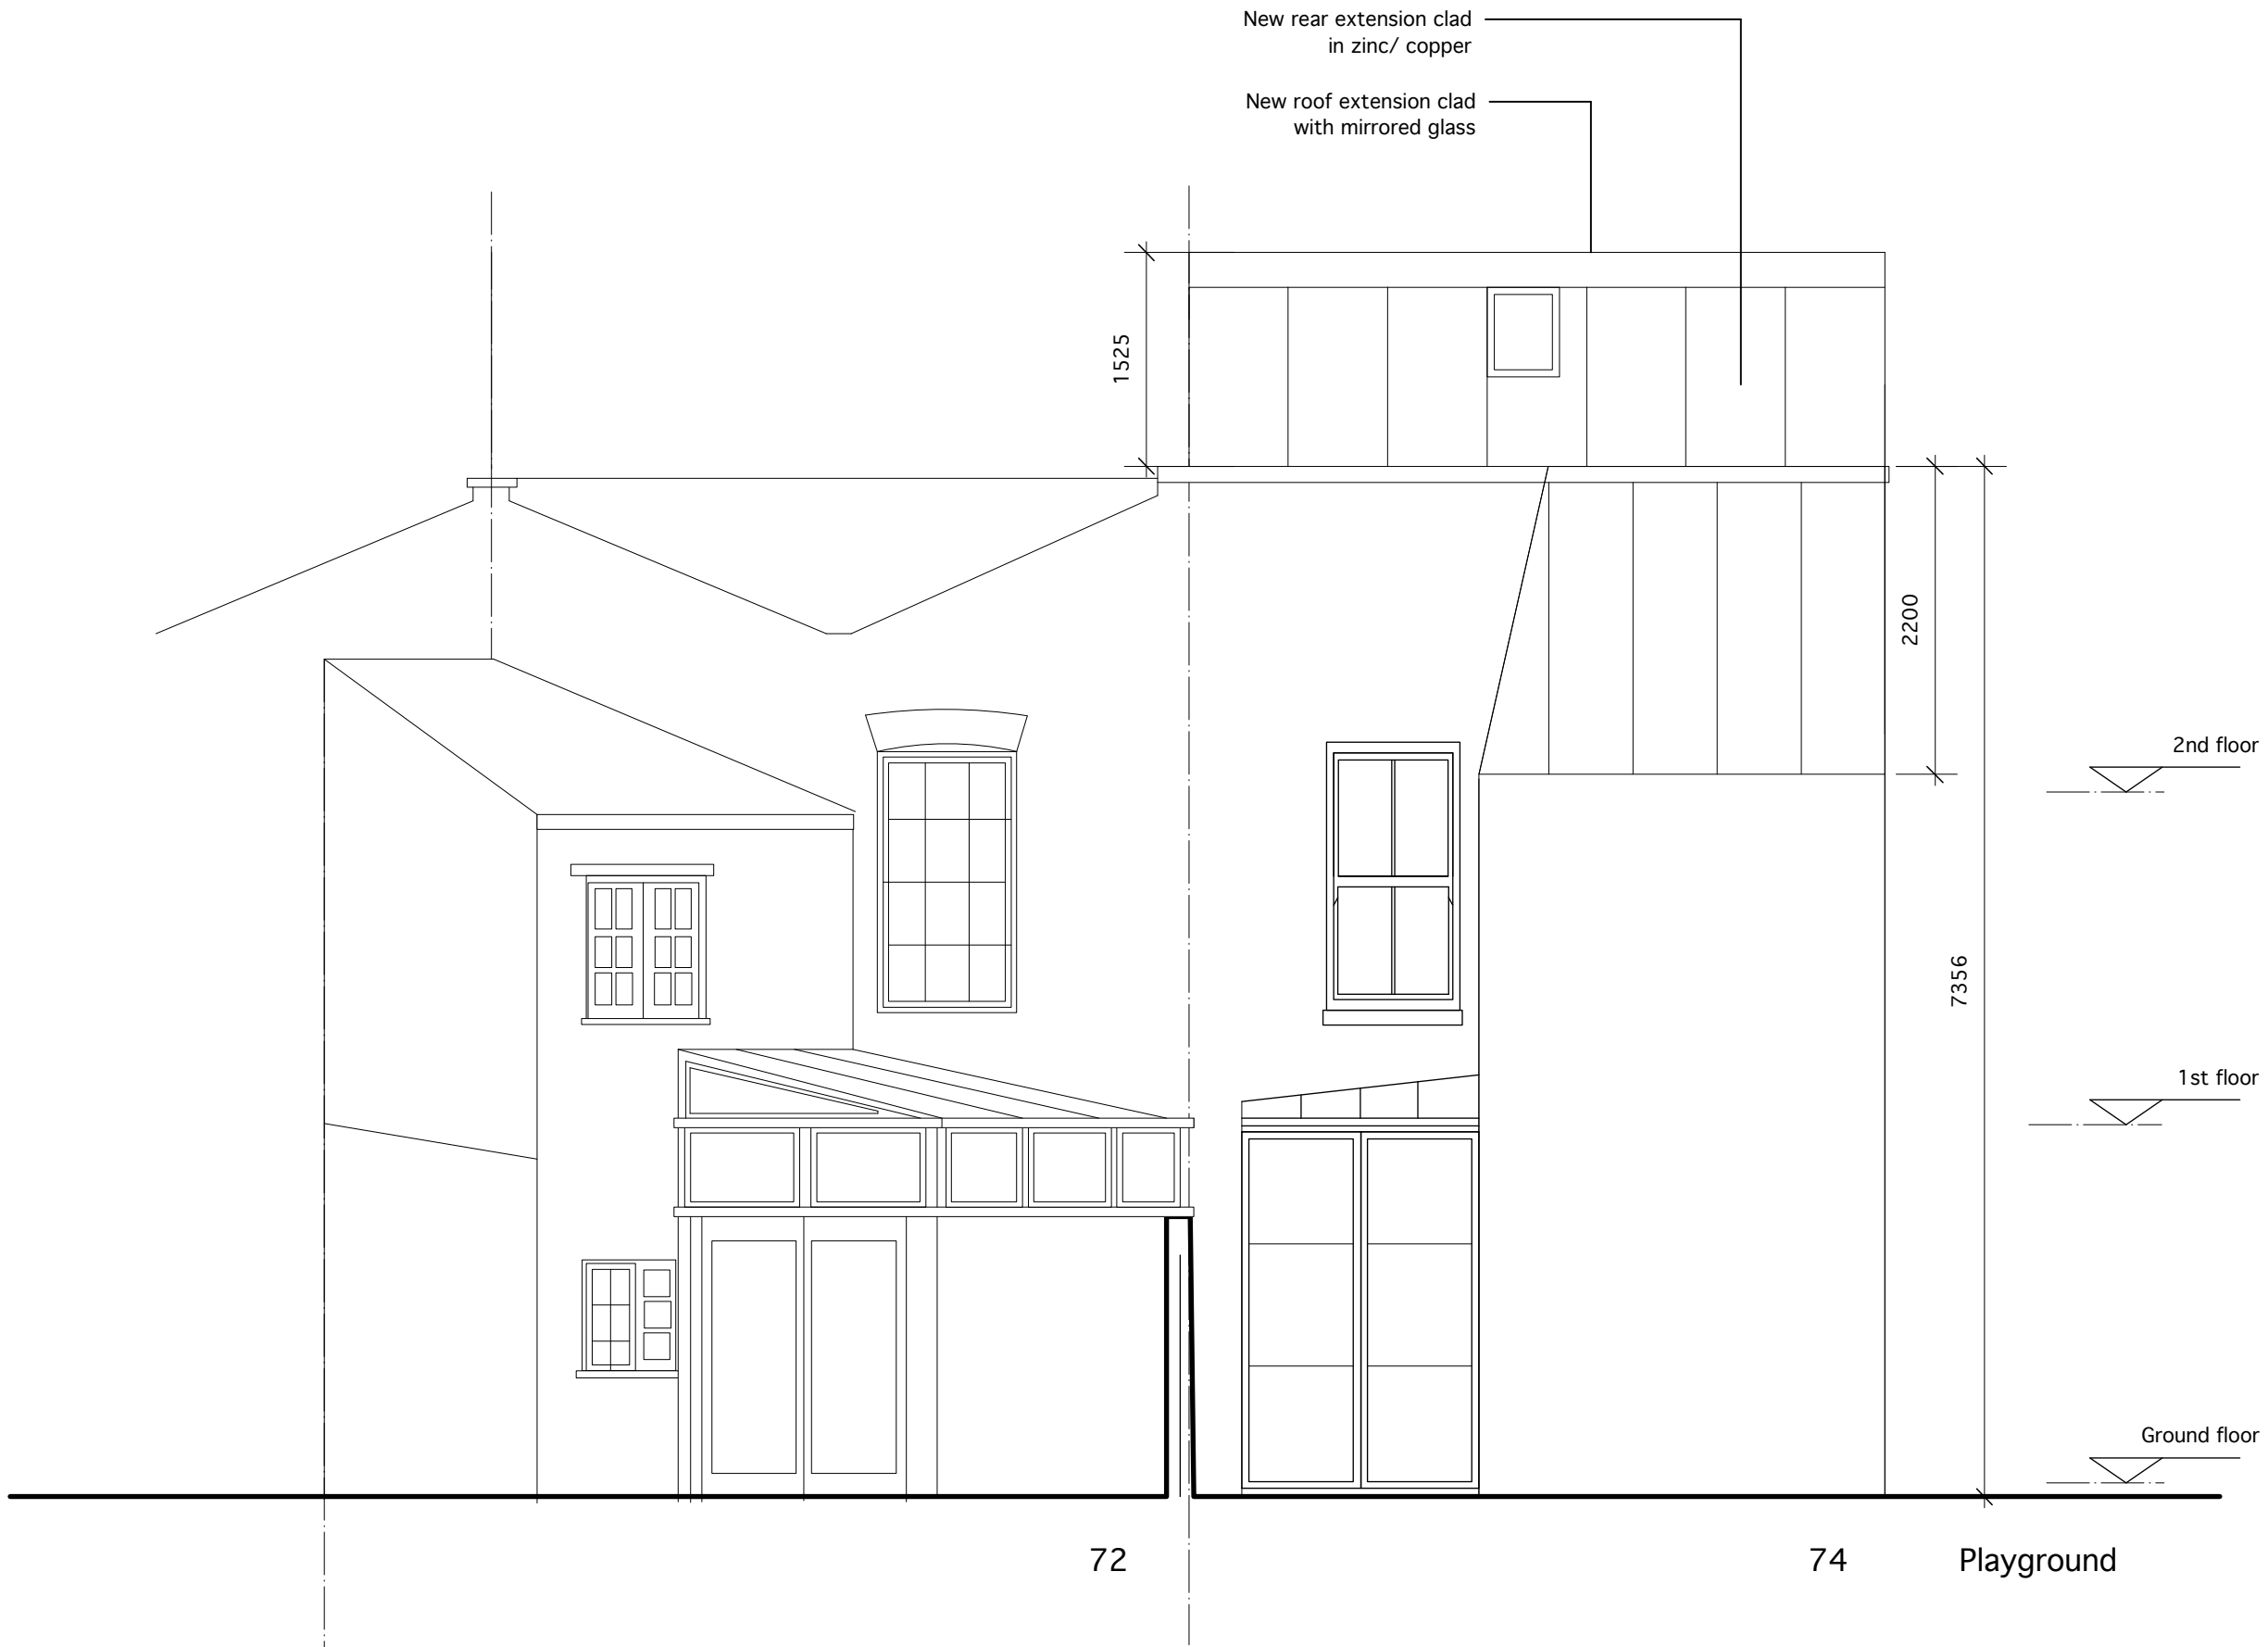 New rear extension clad
in zinc/ copper
New roof extension clad
with mirrored glass
1525
2200
2nd floor
7356
1st floor
Ground floor
72
74
Playground